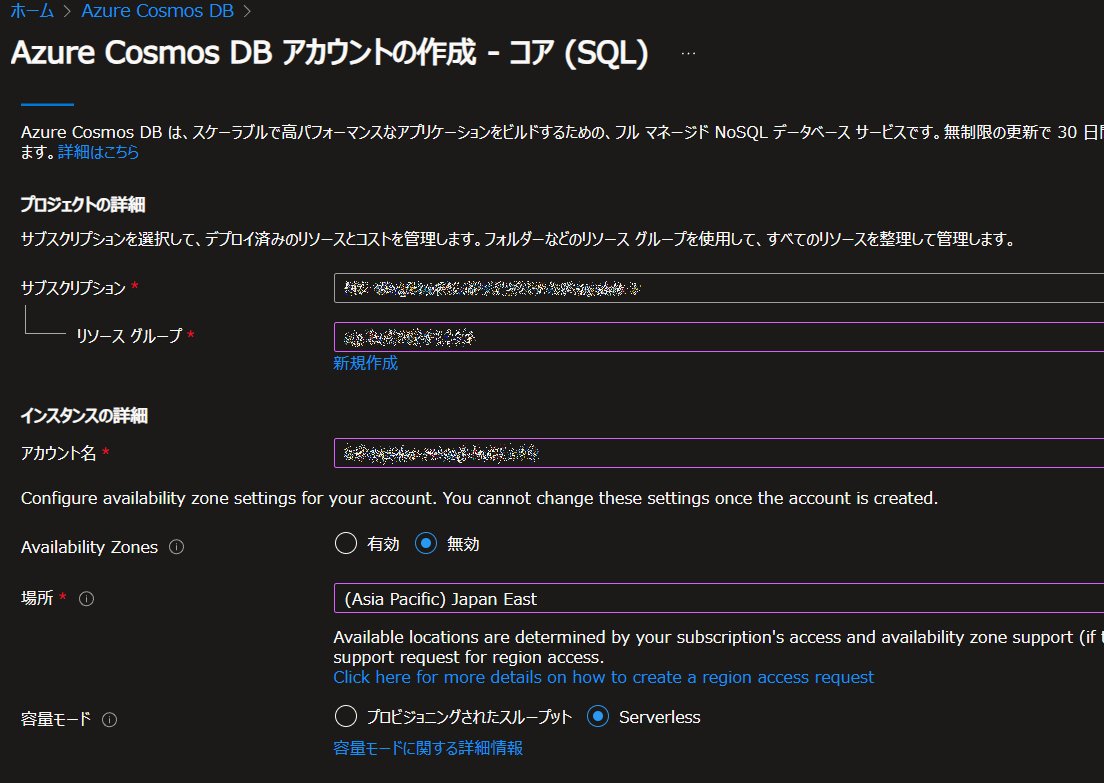 ホーム > Azure Cosmos DB >
Azure Cosmos DB アカウントの作成 - コア (SQL) ...
Azure Cosmos DB は、スケーラブルで高パフォーマンスなアプリケーションをビルドするための、フル マネージド NoSQL データベース サービスです。無制限の更新で 30 日
ます。詳細はこちら
プロジェクトの詳細
サブスクリプションを選択して、デプロイ済みのリソースとコストを管理します。フォルダーなどのリソース グループを使用して、すべてのリソースを整理して管理します。
サブスクリプション *
リソース グループ *
新規作成
インスタンスの詳細
アカウント名 *
Configure availability zone settings for your account. You cannot change these settings once the account is created.
Availability Zones 有効 無効
場所 * (Asia Pacific) Japan East
Available locations are determined by your subscription's access and availability zone support (if
support request for region access.
Click here for more details on how to create a region access request
容量モード プロビジョニングされたスループット Serverless
容量モードに関する詳細情報